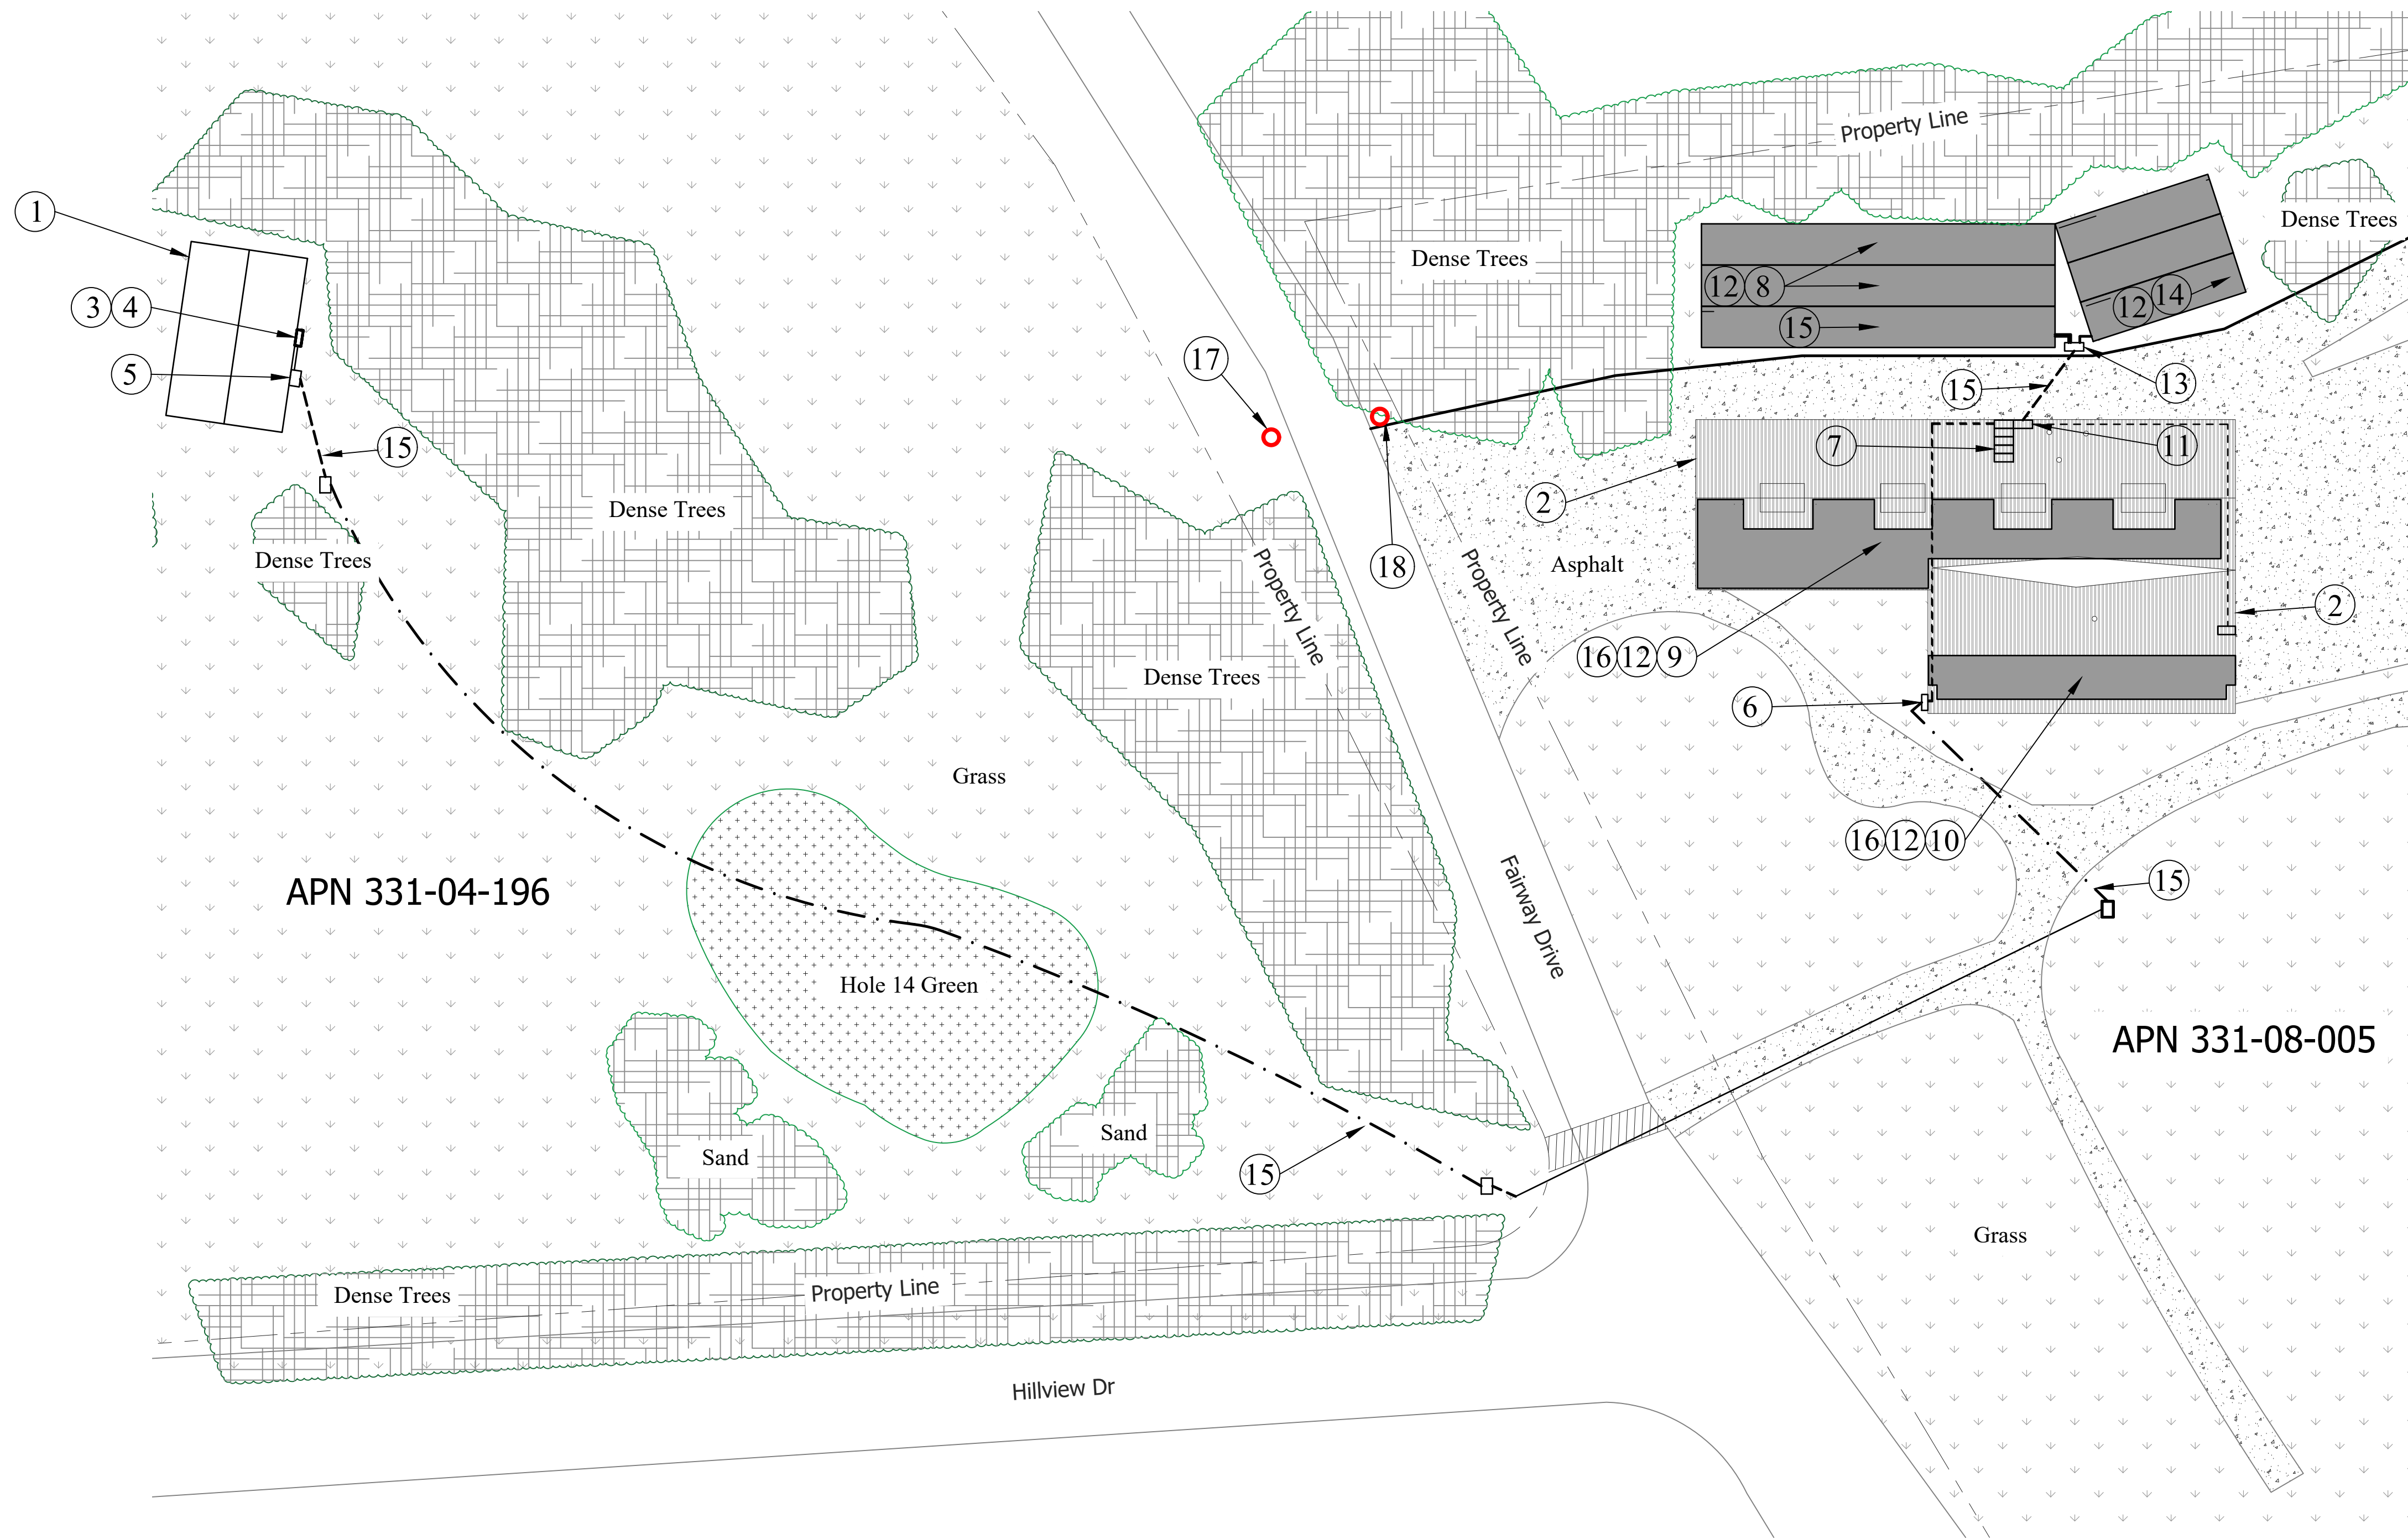 Property Line
1
Dense Trees
Dense Trees
12 8
12 14
3 4
15
17
5
15
13
15
7
11
2
Dense Trees
Dense Trees
18
Asphalt
Property Line
Property Line
2
16 12 9
Dense Trees
6
Grass
16 12 10
15
APN 331-04-196
Fairway Drive
Hole 14 Green
APN 331-08-005
Sand
Sand
15
Grass
Property Line
Dense Trees
Hillview Dr